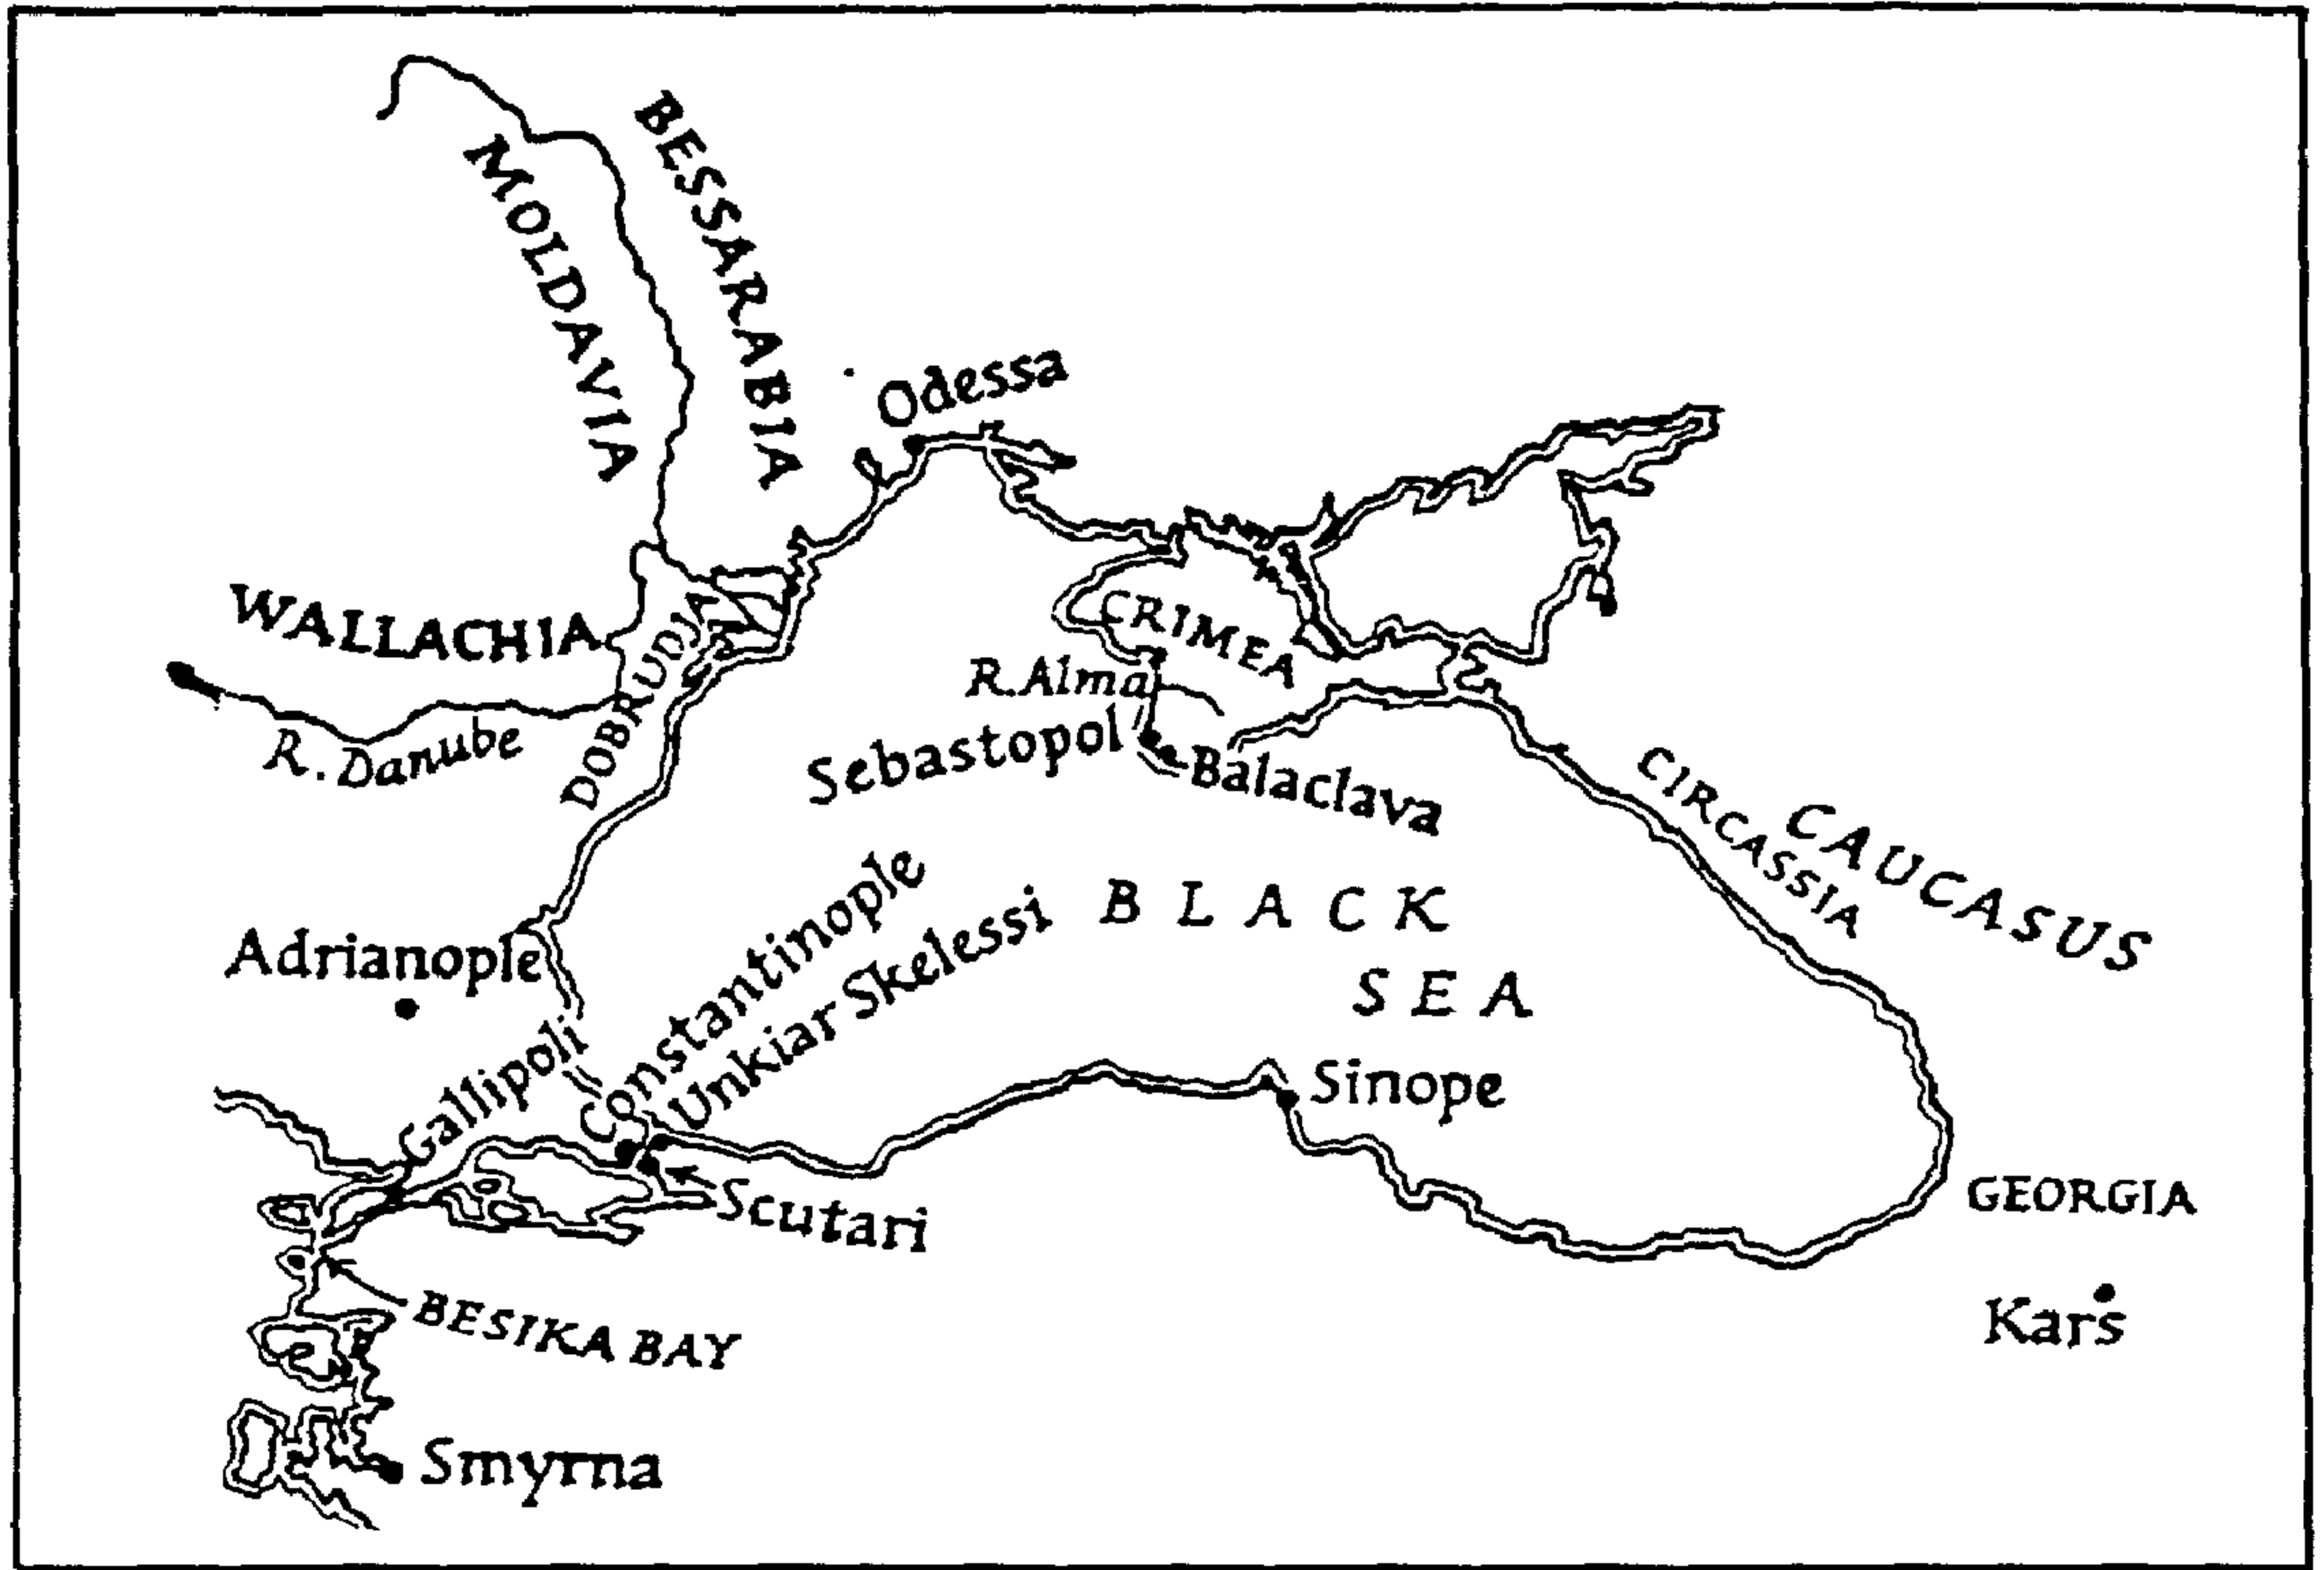 BESSARABIA
MOLDAVIA
Odessa
WALLACHIA
DOBRUDJA
CRIMEA
R. Alma
R. Danube
Sebastopol
Balaclava
CIRCASSIA
CAUCASUS
BLACK
SEA
Adrianople
Constantinople
Unkiar Skelessi
Gallipoli
Sinope
Scutari
GEORGIA
BESIKA BAY
Kars
Smyrna